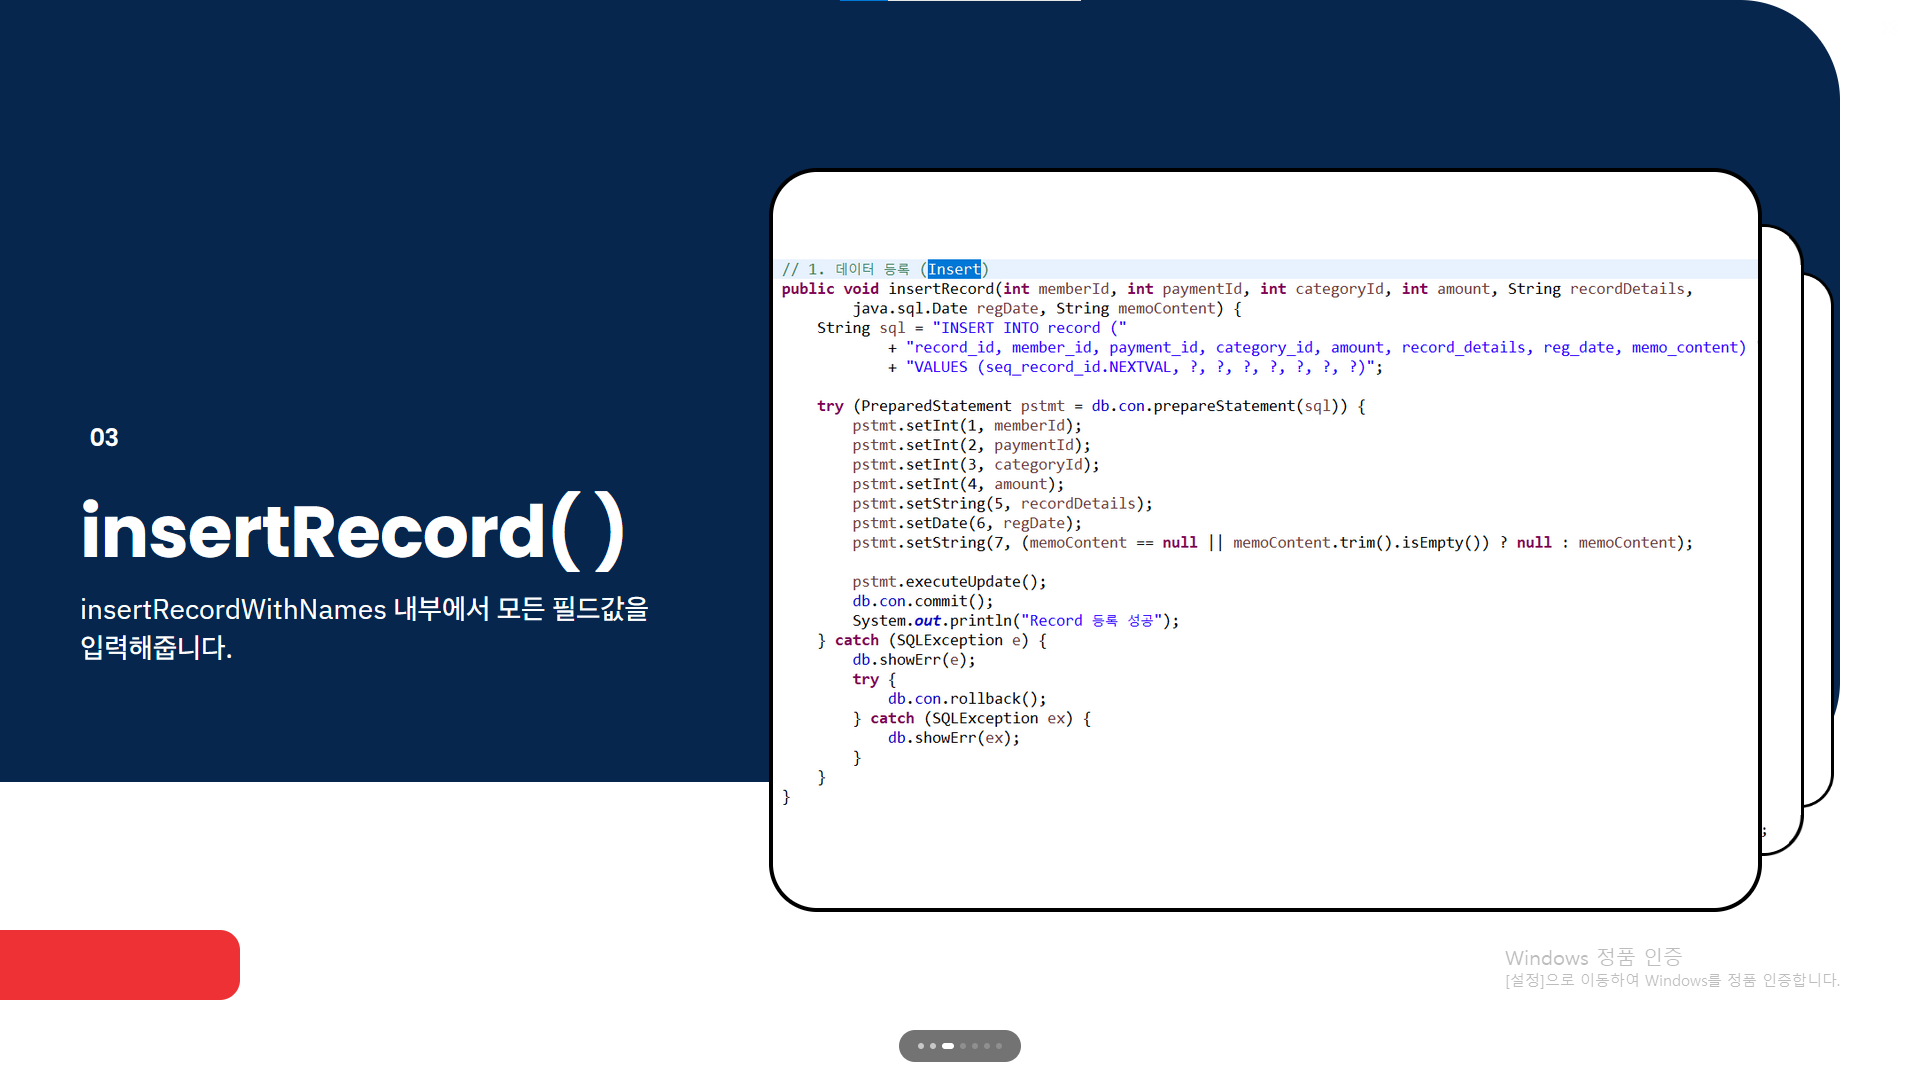 03
insertRecord( )
insertRecordWithNames 내부에서 모든 필드값을
입력해줍니다.
// 1. 데이터 등록 (Insert)
public void insertRecord(int memberId, int paymentId, int categoryId, int amount, String recordDetails,
java.sql.Date regDate, String memoContent) {
String sql = "INSERT INTO record ("
+ "record_id, member_id, payment_id, category_id, amount, record_details, reg_date, memo_content)
+ "VALUES (seq_record_id.NEXTVAL, ?, ?, ?, ?, ?, ?, ?)";
try (PreparedStatement pstmt = db.con.prepareStatement(sql)) {
pstmt.setInt(1, memberId);
pstmt.setInt(2, paymentId);
pstmt.setInt(3, categoryId);
pstmt.setInt(4, amount);
pstmt.setString(5, recordDetails);
pstmt.setDate(6, regDate);
pstmt.setString(7, (memoContent == null || memoContent.trim().isEmpty()) ? null : memoContent);
pstmt.executeUpdate();
db.con.commit();
System.out.println("Record 등록 성공");
} catch (SQLException e) {
db.showErr(e);
try {
db.con.rollback();
} catch (SQLException ex) {
db.showErr(ex);
}
}
}
;
Windows 정품 인증
[설정]으로 이동하여 Windows를 정품 인증합니다.